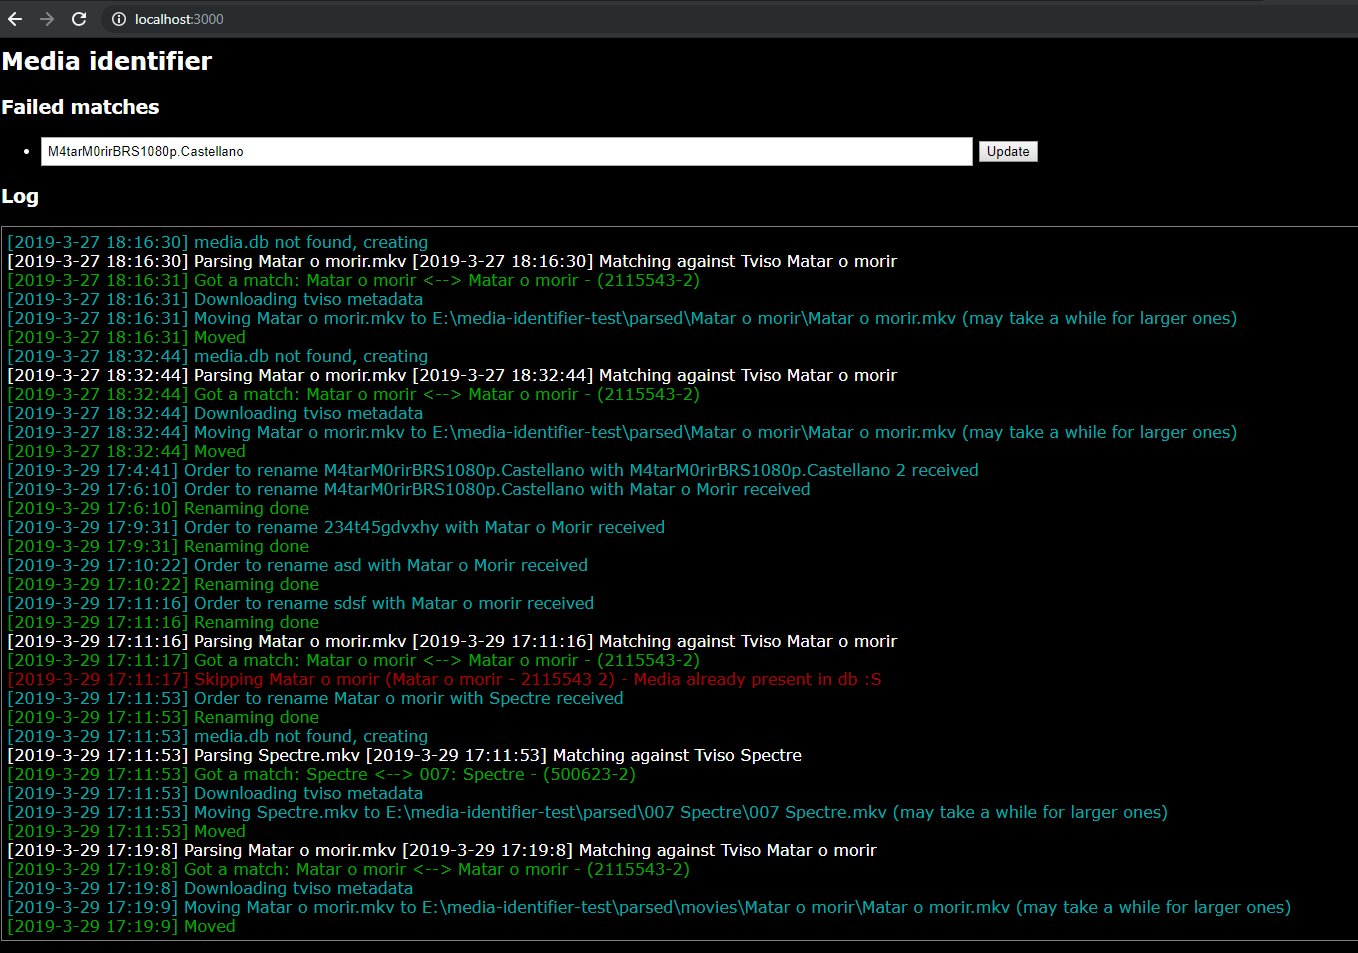 localhost:3000
Media identifier
Failed matches
M4tarM0rirBRS1080p.Castellano Update
Log
[2019-3-27 18:16:30] media.db not found, creating
[2019-3-27 18:16:30] Parsing Matar o morir.mkv [2019-3-27 18:16:30] Matching against Tviso Matar o morir
[2019-3-27 18:16:31] Got a match: Matar o morir <--> Matar o morir - (2115543-2)
[2019-3-27 18:16:31] Downloading tviso metadata
[2019-3-27 18:16:31] Moving Matar o morir.mkv to E:\media-identifier-test\parsed\Matar o morir\Matar o morir.mkv (may take a while for larger ones)
[2019-3-27 18:16:31] Moved
[2019-3-27 18:32:44] media.db not found, creating
[2019-3-27 18:32:44] Parsing Matar o morir.mkv [2019-3-27 18:32:44] Matching against Tviso Matar o morir
[2019-3-27 18:32:44] Got a match: Matar o morir <--> Matar o morir - (2115543-2)
[2019-3-27 18:32:44] Downloading tviso metadata
[2019-3-27 18:32:44] Moving Matar o morir.mkv to E:\media-identifier-test\parsed\Matar o morir\Matar o morir.mkv (may take a while for larger ones)
[2019-3-27 18:32:44] Moved
[2019-3-29 17:4:41] Order to rename M4tarM0rirBRS1080p.Castellano with M4tarM0rirBRS1080p.Castellano 2 received
[2019-3-29 17:6:10] Order to rename M4tarM0rirBRS1080p.Castellano with Matar o Morir received
[2019-3-29 17:6:10] Renaming done
[2019-3-29 17:9:31] Order to rename 234t45gdvxhy with Matar o Morir received
[2019-3-29 17:9:31] Renaming done
[2019-3-29 17:10:22] Order to rename asd with Matar o Morir received
[2019-3-29 17:10:22] Renaming done
[2019-3-29 17:11:16] Order to rename sdsf with Matar o morir received
[2019-3-29 17:11:16] Renaming done
[2019-3-29 17:11:16] Parsing Matar o morir.mkv [2019-3-29 17:11:16] Matching against Tviso Matar o morir
[2019-3-29 17:11:17] Got a match: Matar o morir <--> Matar o morir - (2115543-2)
[2019-3-29 17:11:17] Skipping Matar o morir (Matar o morir - 2115543 2) - Media already present in db :S
[2019-3-29 17:11:53] Order to rename Matar o morir with Spectre received
[2019-3-29 17:11:53] Renaming done
[2019-3-29 17:11:53] media.db not found, creating
[2019-3-29 17:11:53] Parsing Spectre.mkv [2019-3-29 17:11:53] Matching against Tviso Spectre
[2019-3-29 17:11:53] Got a match: Spectre <--> 007: Spectre - (500623-2)
[2019-3-29 17:11:53] Downloading tviso metadata
[2019-3-29 17:11:53] Moving Spectre.mkv to E:\media-identifier-test\parsed\007 Spectre\007 Spectre.mkv (may take a while for larger ones)
[2019-3-29 17:11:53] Moved
[2019-3-29 17:19:8] Parsing Matar o morir.mkv [2019-3-29 17:19:8] Matching against Tviso Matar o morir
[2019-3-29 17:19:8] Got a match: Matar o morir <--> Matar o morir - (2115543-2)
[2019-3-29 17:19:8] Downloading tviso metadata
[2019-3-29 17:19:9] Moving Matar o morir.mkv to E:\media-identifier-test\parsed\movies\Matar o morir\Matar o morir.mkv (may take a while for larger ones)
[2019-3-29 17:19:9] Moved